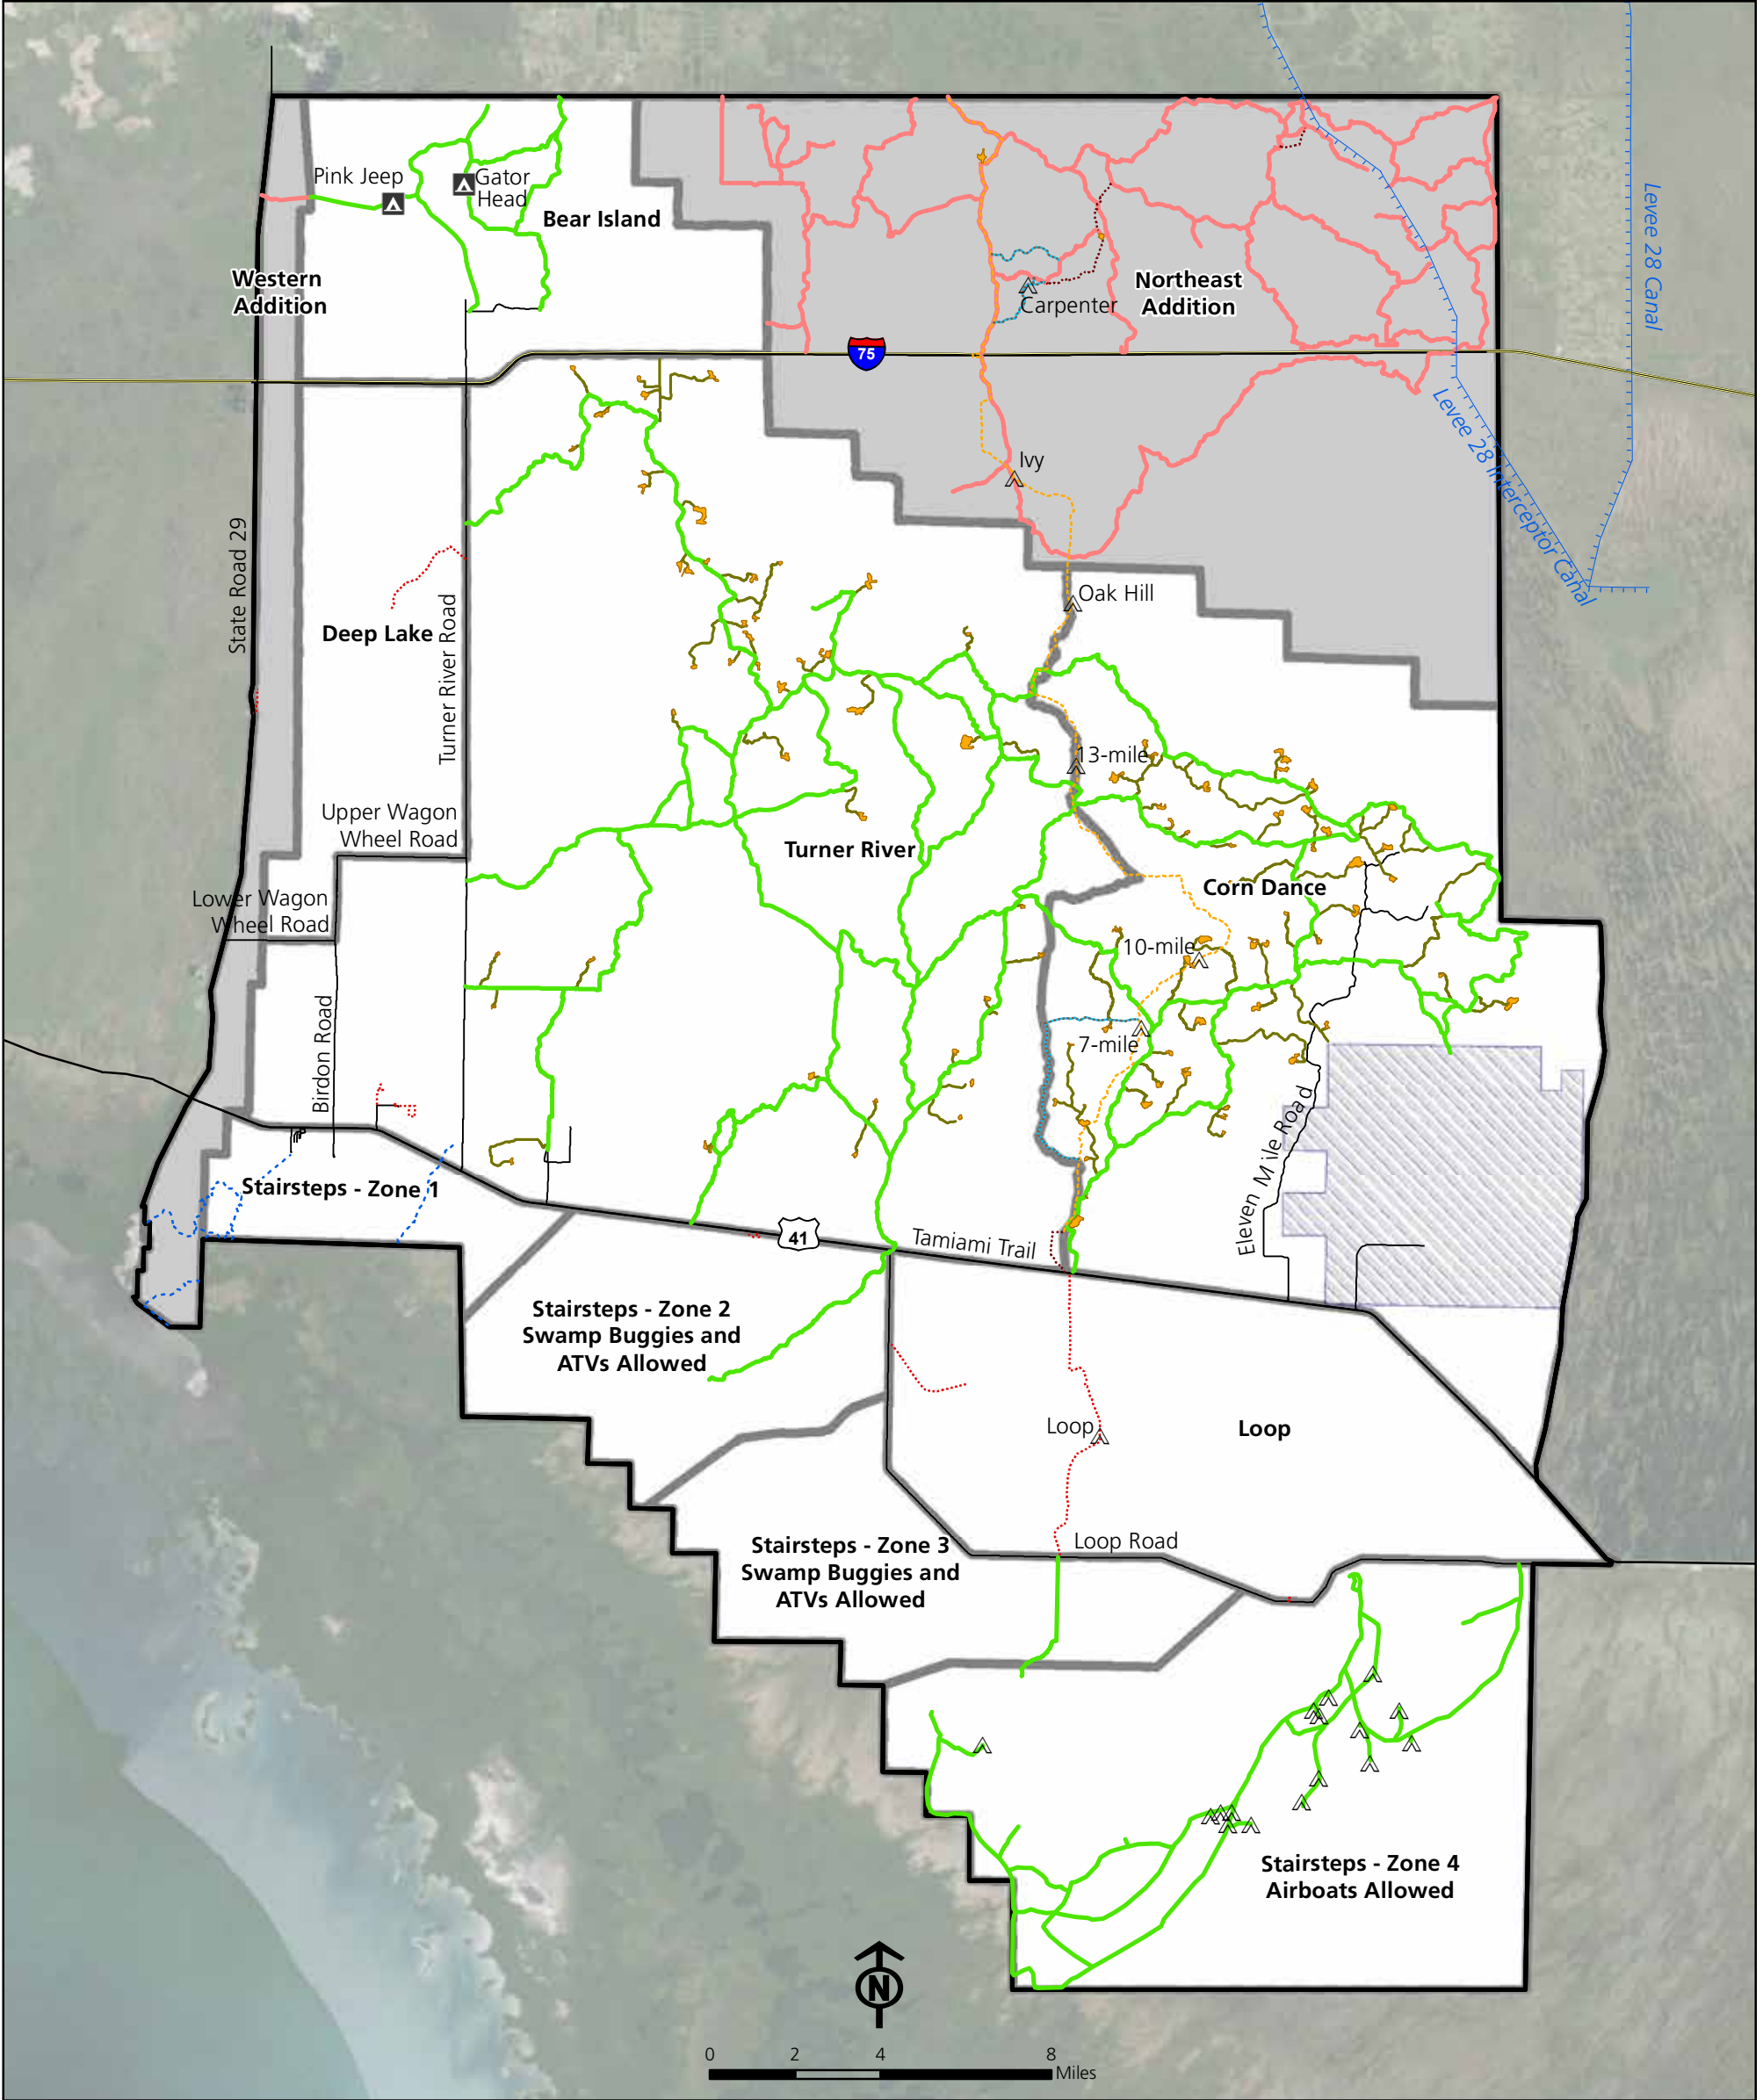 Pink Jeep
Gator
Head
Bear Island
Western
Addition
Northeast
Addition
Carpenter
Levee 28 Canal
75
Levee 28 Interceptor Canal
Ivy
State Road 29
Oak Hill
Deep Lake
Turner River Road
13-mile
Upper Wagon
Wheel Road
Turner River
Corn Dance
Lower Wagon
Wheel Road
10-mile
Birdon Road
7-mile
Eleven Mile Road
Stairsteps - Zone 1
41
Tamiami Trail
Stairsteps - Zone 2
Swamp Buggies and
ATVs Allowed
Loop
Loop
Loop Road
Stairsteps - Zone 3
Swamp Buggies and
ATVs Allowed
Stairsteps - Zone 4
Airboats Allowed
N
0 2 4 8
Miles